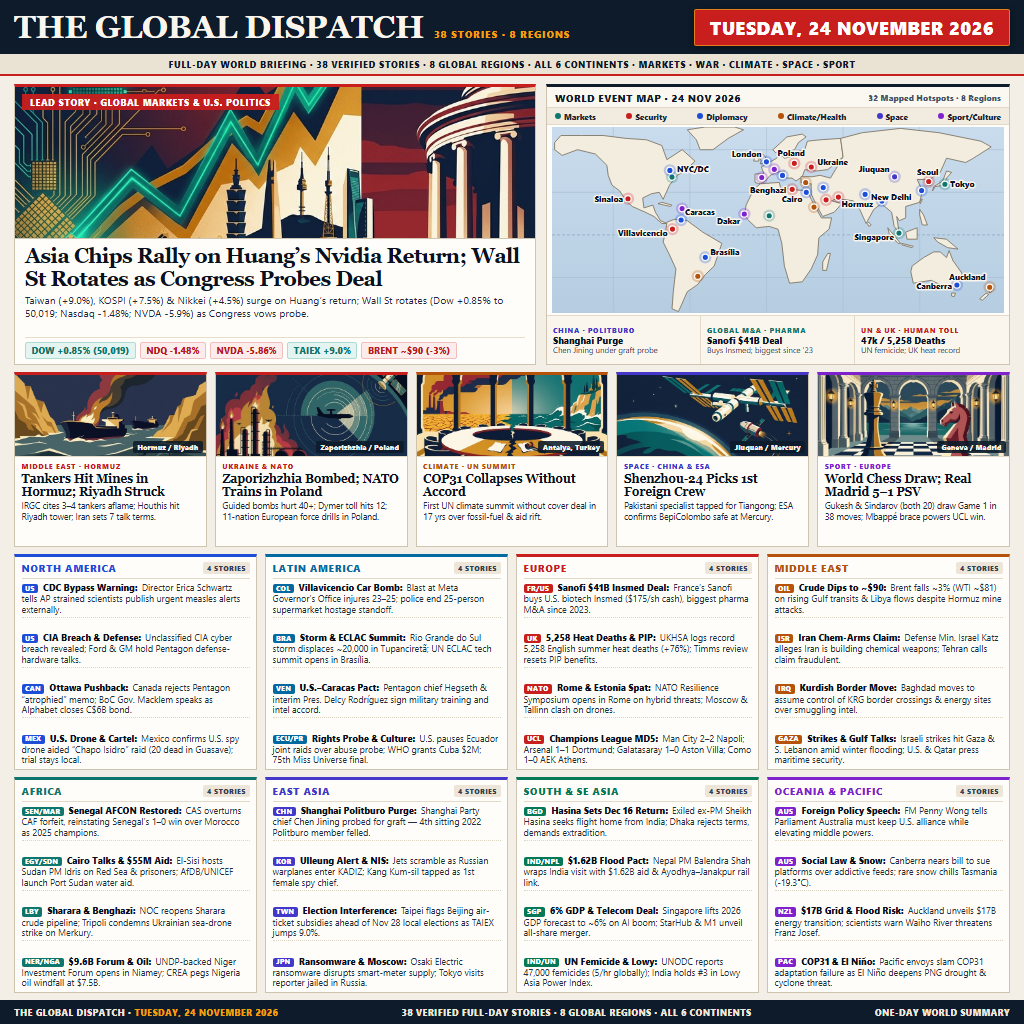 THE GLOBAL DISPATCH
38 STORIES • 8 REGIONS
TUESDAY, 24 NOVEMBER 2026
FULL-DAY WORLD BRIEFING • 38 VERIFIED STORIES • 8 GLOBAL REGIONS • ALL 6 CONTINENTS • MARKETS • WAR • CLIMATE • SPACE • SPORT
LEAD STORY • GLOBAL MARKETS & U.S. POLITICS
Asia Chips Rally on Huang's Nvidia Return; Wall
St Rotates as Congress Probes Deal
Taiwan (+9.0%), KOSPI (+7.5%) & Nikkei (+4.5%) surge on Huang's return; Wall St rotates (Dow +0.85% to
50,019; Nasdaq -1.48%; NVDA -5.9%) as Congress vows probe.
DOW +0.85% (50,019)
NDQ -1.48%
NVDA -5.86%
TAIEX +9.0%
BRENT ~$90 (-3%)
WORLD EVENT MAP • 24 NOV 2026
32 Mapped Hotspots • 8 Regions
Markets
Security
Diplomacy
Climate/Health
Space
Sport/Culture
London
Poland
Ukraine
NYC/DC
Jiuquan
Seoul
Tokyo
Benghazi
Cairo
New Delhi
Hormuz
Sinaloa
Caracas
Dakar
Villavicencio
Singapore
Brasília
Auckland
Canberra
CHINA • POLITBURO
Shanghai Purge
Chen Jining under graft probe
GLOBAL M&A • PHARMA
Sanofi $41B Deal
Buys Insmed; biggest since '23
UN & UK • HUMAN TOLL
47k / 5,258 Deaths
UN femicide; UK heat record
Hormuz / Riyadh
MIDDLE EAST • HORMUZ
Tankers Hit Mines in
Hormuz; Riyadh Struck
IRGC cites 3–4 tankers aflame; Houthis hit
Riyadh tower; Iran sets 7 talk terms.
Zaporizhzhia / Poland
UKRAINE & NATO
Zaporizhzhia Bombed; NATO
Trains in Poland
Guided bombs hurt 40+; Dymer toll hits 12;
11-nation European force drills in Poland.
Antalya, Turkey
CLIMATE • UN SUMMIT
COP31 Collapses Without
Accord
First UN climate summit without cover deal in
17 yrs over fossil-fuel & aid rift.
Jiuquan / Mercury
SPACE • CHINA & ESA
Shenzhou-24 Picks 1st
Foreign Crew
Pakistani specialist tapped for Tiangong; ESA
confirms BepiColombo safe at Mercury.
Geneva / Madrid
SPORT • EUROPE
World Chess Draw; Real
Madrid 5–1 PSV
Gukesh & Sindarov (both 20) draw Game 1 in
38 moves; Mbappé brace powers UCL win.
NORTH AMERICA
4 STORIES
US CDC Bypass Warning: Director Erica Schwartz
tells AP strained scientists publish urgent measles alerts
externally.
US CIA Breach & Defense: Unclassified CIA cyber
breach revealed; Ford & GM hold Pentagon defense-
hardware talks.
CAN Ottawa Pushback: Canada rejects Pentagon
"atrophied" memo; BoC Gov. Macklem speaks as
Alphabet closes C$6B bond.
MEX U.S. Drone & Cartel: Mexico confirms U.S. spy
drone aided "Chapo Isidro" raid (20 dead in Guasave);
trial stays local.
LATIN AMERICA
4 STORIES
COL Villavicencio Car Bomb: Blast at Meta
Governor's Office injures 23–25; police end 25-person
supermarket hostage standoff.
BRA Storm & ECLAC Summit: Rio Grande do Sul
storm displaces ~20,000 in Tupanciretã; UN ECLAC tech
summit opens in Brasília.
VEN U.S.–Caracas Pact: Pentagon chief Hegseth &
interim Pres. Delcy Rodríguez sign military training and
intel accord.
ECU/PR Rights Probe & Culture: U.S. pauses Ecuador
joint raids over abuse probe; WHO grants Cuba $2M;
75th Miss Universe final.
EUROPE
4 STORIES
FR/US Sanofi $41B Insmed Deal: France's Sanofi
buys U.S. biotech Insmed ($175/sh cash), biggest pharma
M&A since 2023.
UK 5,258 Heat Deaths & PIP: UKHSA logs record
5,258 English summer heat deaths (+76%); Timms review
resets PIP benefits.
NATO Rome & Estonia Spat: NATO Resilience
Symposium opens in Rome on hybrid threats; Moscow &
Tallinn clash on drones.
UCL Champions League MD5: Man City 2–2 Napoli;
Arsenal 1–1 Dortmund; Galatasaray 1–0 Aston Villa; Como
1–0 AEK Athens.
MIDDLE EAST
4 STORIES
OIL Crude Dips to ~$90: Brent falls ~3% (WTI ~$81)
on rising Gulf transits & Libya flows despite Hormuz mine
attacks.
ISR Iran Chem-Arms Claim: Defense Min. Israel Katz
alleges Iran is building chemical weapons; Tehran calls
claim fraudulent.
IRQ Kurdish Border Move: Baghdad moves to
assume control of KRG border crossings & energy sites
over smuggling intel.
GAZA Strikes & Gulf Talks: Israeli strikes hit Gaza &
S. Lebanon amid winter flooding; U.S. & Qatar press
maritime security.
AFRICA
4 STORIES
SEN/MAR Senegal AFCON Restored: CAS overturns
CAF forfeit, reinstating Senegal's 1–0 win over Morocco
as 2025 champions.
EGY/SDN Cairo Talks & $55M Aid: El-Sisi hosts
Sudan PM Idris on Red Sea & prisoners; AfDB/UNICEF
launch Port Sudan water aid.
LBY Sharara & Benghazi: NOC reopens Sharara
crude pipeline; Tripoli condemns Ukrainian sea-drone
strike on Merkury.
NER/NGA $9.6B Forum & Oil: UNDP-backed Niger
Investment Forum opens in Niamey; CREA pegs Nigeria
oil windfall at $7.5B.
EAST ASIA
4 STORIES
CHN Shanghai Politburo Purge: Shanghai Party
chief Chen Jining probed for graft — 4th sitting 2022
Politburo member felled.
KOR Ulleung Alert & NIS: Jets scramble as Russian
warplanes enter KADIZ; Kang Kum-sil tapped as 1st
female spy chief.
TWN Election Interference: Taipei flags Beijing air-
ticket subsidies ahead of Nov 28 local elections as TAIEX
jumps 9.0%.
JPN Ransomware & Moscow: Osaki Electric
ransomware disrupts smart-meter supply; Tokyo visits
reporter jailed in Russia.
SOUTH & SE ASIA
4 STORIES
BGD Hasina Sets Dec 16 Return: Exiled ex-PM Sheikh
Hasina seeks flight home from India; Dhaka rejects terms,
demands extradition.
IND/NPL $1.62B Flood Pact: Nepal PM Balendra Shah
wraps India visit with $1.62B aid & Ayodhya–Janakpur rail
link.
SGP 6% GDP & Telecom Deal: Singapore lifts 2026
GDP forecast to ~6% on AI boom; StarHub & M1 unveil
all-share merger.
IND/UN UN Femicide & Lowy: UNODC reports
47,000 femicides (5/hr globally); India holds #3 in Lowy
Asia Power Index.
OCEANIA & PACIFIC
4 STORIES
AUS Foreign Policy Speech: FM Penny Wong tells
Parliament Australia must keep U.S. alliance while
elevating middle powers.
AUS Social Law & Snow: Canberra nears bill to sue
platforms over addictive feeds; rare snow chills Tasmania
(-19.3°C).
NZL $17B Grid & Flood Risk: Auckland unveils $17B
energy transition; scientists warn Waiho River threatens
Franz Josef.
PAC COP31 & El Niño: Pacific envoys slam COP31
adaptation failure as El Niño deepens PNG drought &
cyclone threat.
THE GLOBAL DISPATCH • TUESDAY, 24 NOVEMBER 2026
38 VERIFIED FULL-DAY STORIES • 8 GLOBAL REGIONS • ALL 6 CONTINENTS
ONE-DAY WORLD SUMMARY